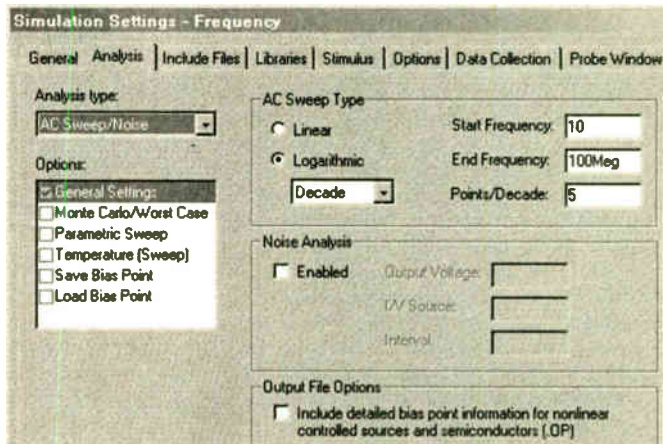 Simulation Settings - Frequency
General Analysis Include Files Libraries Stimulus Options Data Collection Probe Window
Analysis type:
AC Sweep/Noise
Options:
General Settings
Monte Carlo/Worst Case
Parametric Sweep
Temperature (Sweep)
Save Bias Point
Load Bias Point
AC Sweep Type
Linear
Logarithmic
Decade
Start Frequency: 10
End Frequency: 100Meg
Points/Decade: 5
Noise Analysis
Enabled
Output Voltage:
I/V Source:
Interval:
Output File Options
Include detailed bias point information for nonlinear
controlled sources and semiconductors (.OP)